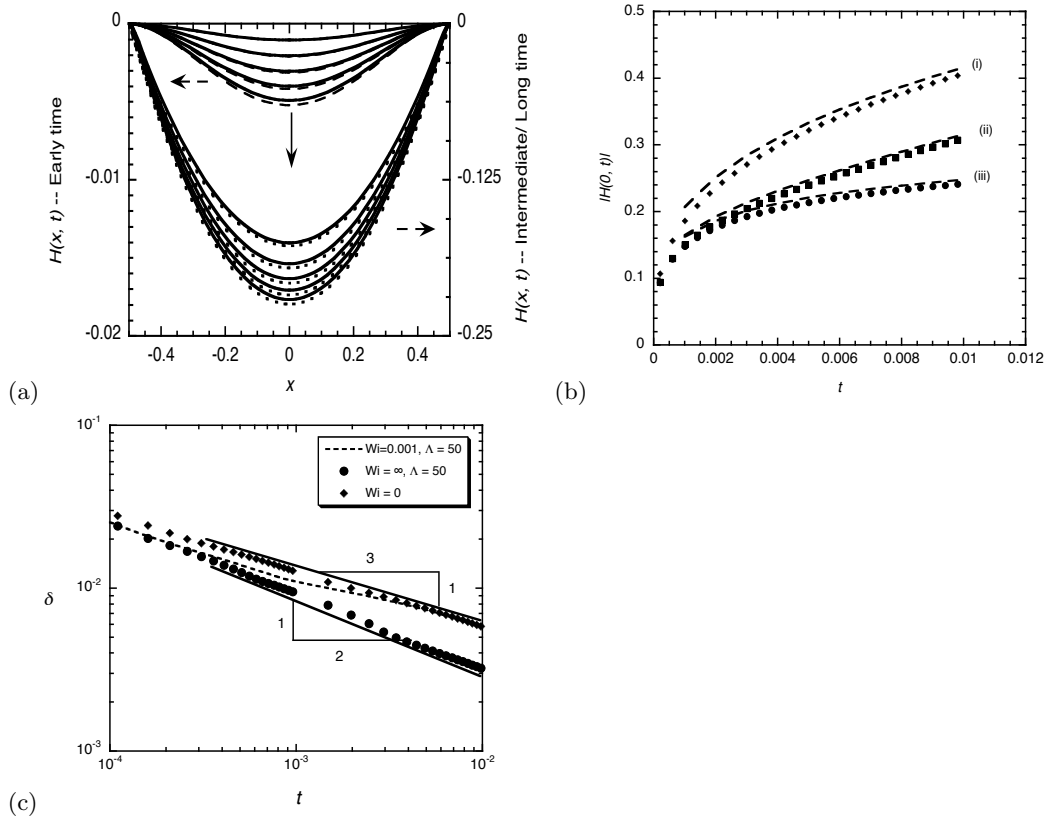 0
0
-0.01
-0.125
-0.02
-0.25
-0.4
-0.2
0
0.2
0.4
x
H(x, t) -- Early time
H(x, t) -- Intermediate/ Long time
(a)
0.5
0.4
0.3
0.2
0.1
0
0
0.002
0.004
0.006
0.008
0.01
0.012
(i)
(ii)
(iii)
|H(0, t)|
t
(b)
10-1
10-2
10-3
10-4
10-3
10-2
Wi=0.001, Λ = 50
Wi = ∞, Λ = 50
Wi = 0
3
1
1
2
δ
t
(c)